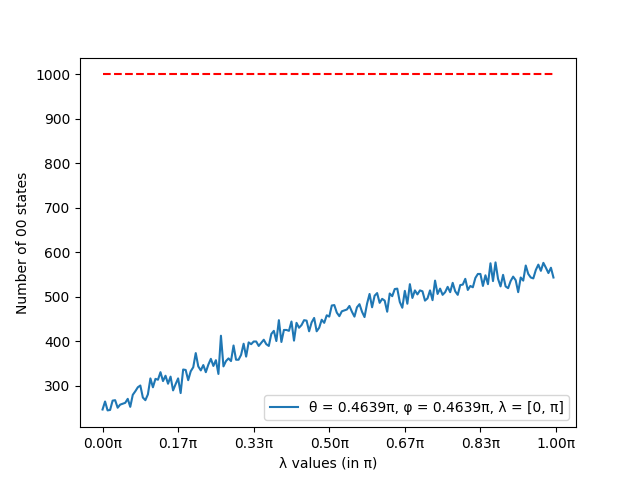 1000
900
800
700
600
500
400
300
Number of 00 states
θ = 0.4639π, φ = 0.4639π, λ = [0, π]
0.00π 0.17π 0.33π 0.50π 0.67π 0.83π 1.00π
λ values (in π)